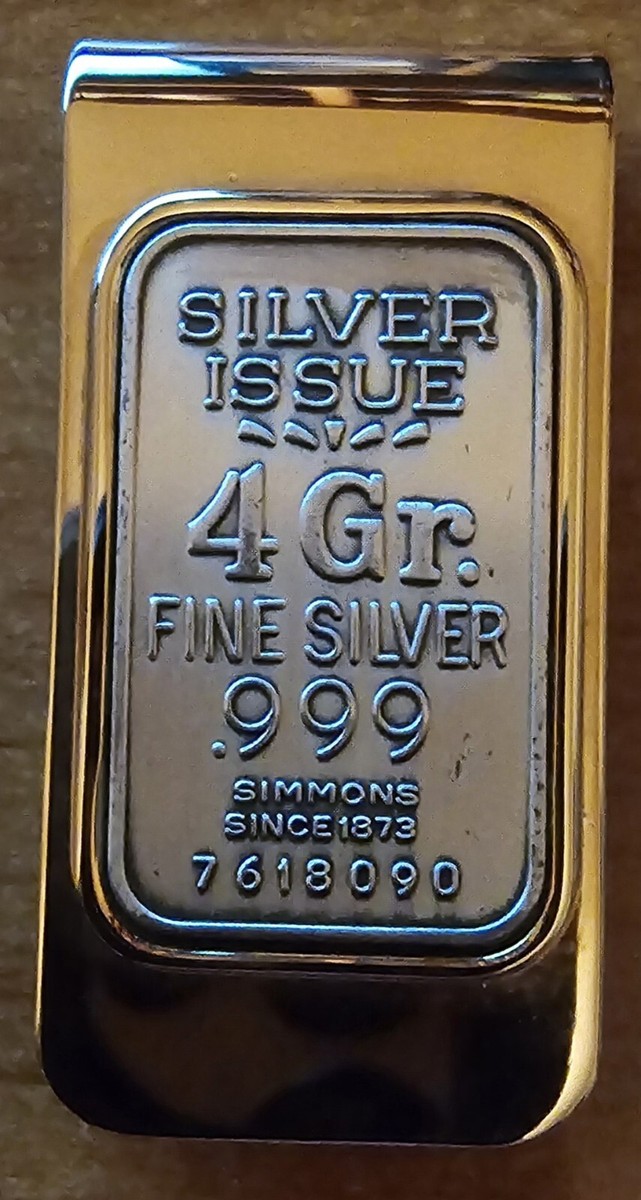 SILVER
ISSUE
4 Gr.
FINE SILVER
.999
SIMMONS
SINCE 1873
7618090